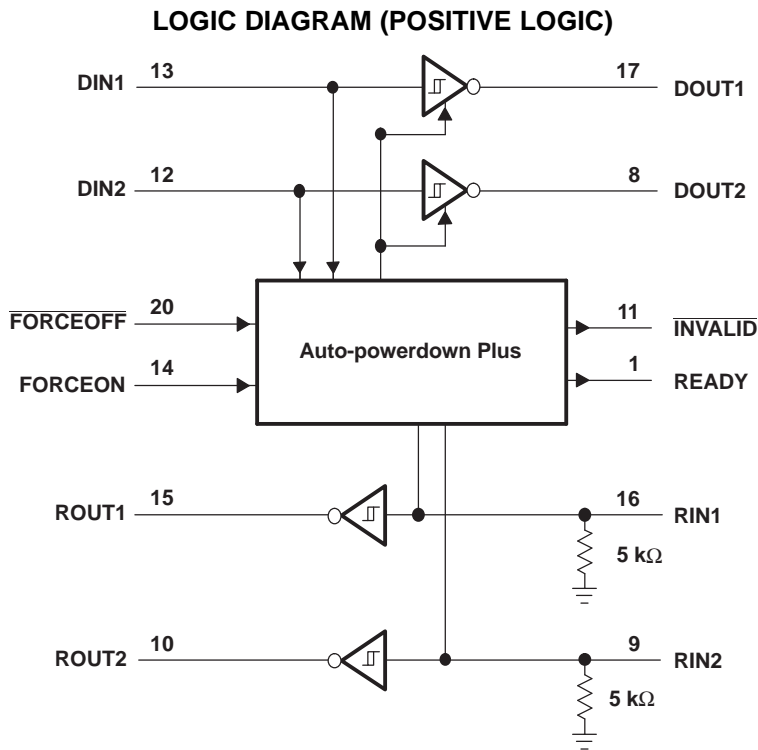 LOGIC DIAGRAM (POSITIVE LOGIC)
DIN1 13 17 DOUT1
DIN2 12 8 DOUT2
FORCEOFF 20 11 INVALID
Auto-powerdown Plus
FORCEON 14 1 READY
ROUT1 15 16 RIN1
5 kΩ
ROUT2 10 9 RIN2
5 kΩ